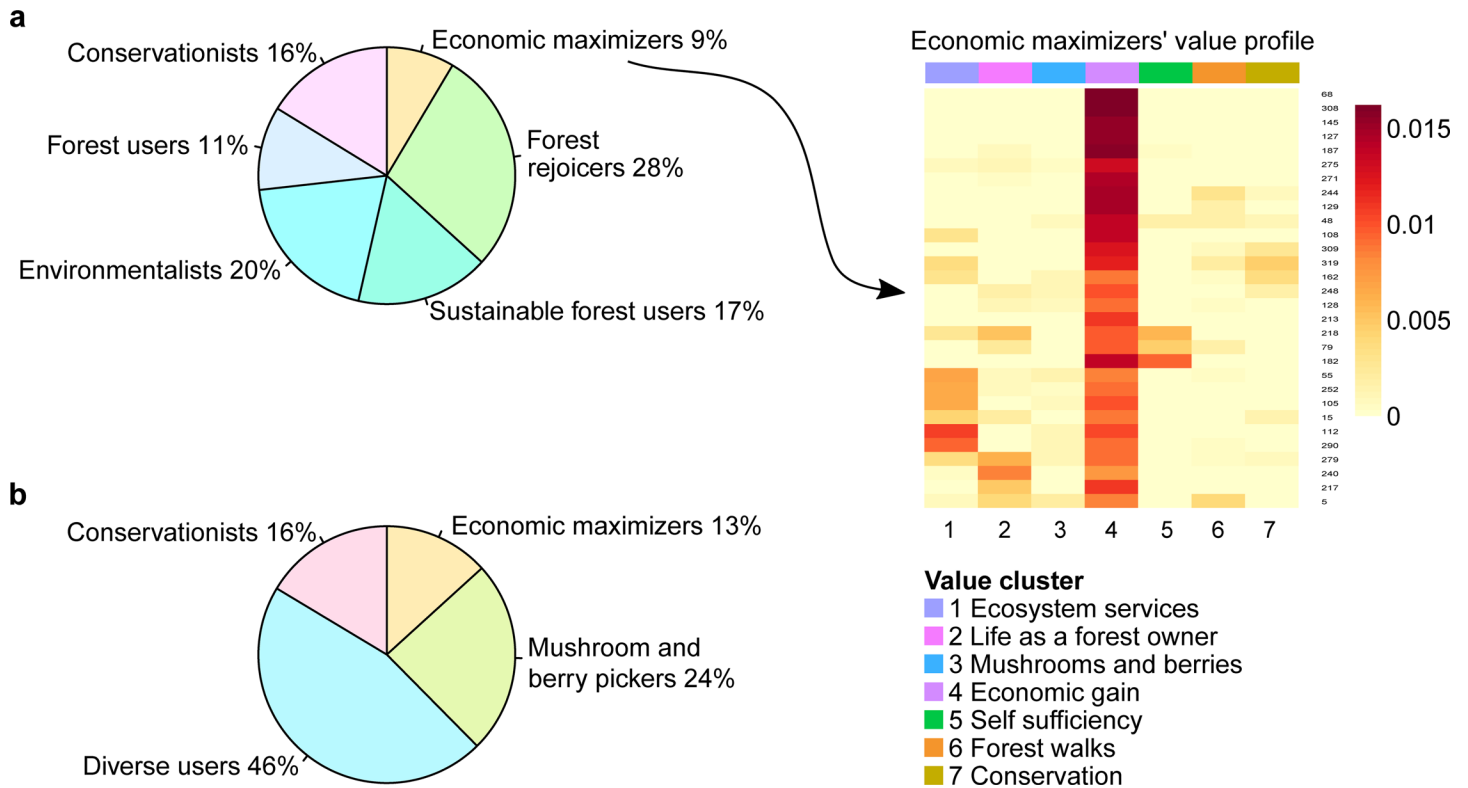 a
Conservationists 16%
Economic maximizers 9%
Forest users 11%
Forest
rejoicers 28%
Environmentalists 20%
Sustainable forest users 17%
Economic maximizers' value profile
68
308
145
127
187
275
271
244
129
48
108
309
319
162
248
128
213
218
79
182
55
252
105
15
112
290
279
240
217
5
0.015
0.01
0.005
0
1 2 3 4 5 6 7
Value cluster
1 Ecosystem services
2 Life as a forest owner
3 Mushrooms and berries
4 Economic gain
5 Self sufficiency
6 Forest walks
7 Conservation
b
Conservationists 16%
Economic maximizers 13%
Mushroom and
berry pickers 24%
Diverse users 46%